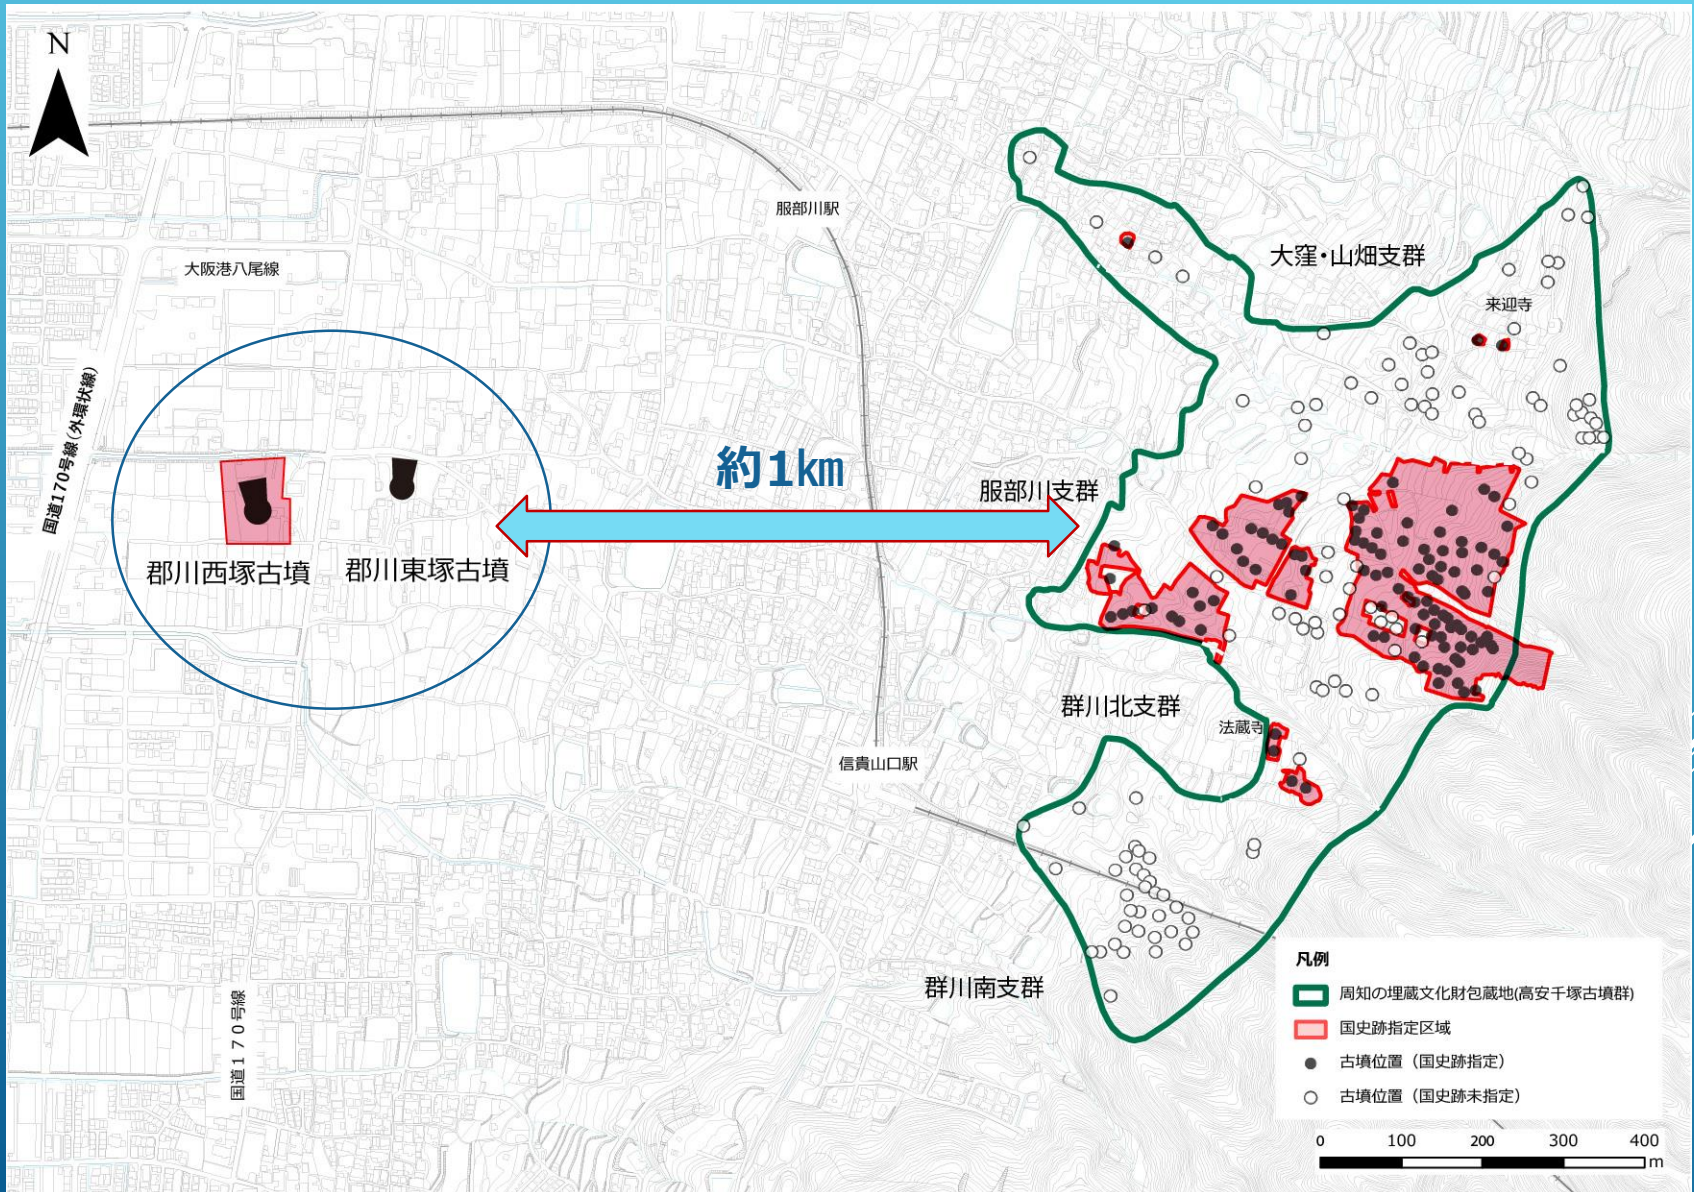 N
服部川駅
大阪港八尾線
大窪・山畑支群
来迎寺
国道170号線(外環状線)
約1㎞
服部川支群
郡川西塚古墳
郡川東塚古墳
群川北支群
法蔵寺
信貴山口駅
群川南支群
国道170号線
凡例
周知の埋蔵文化財包蔵地(高安千塚古墳群)
国史跡指定区域
古墳位置（国史跡指定）
古墳位置（国史跡未指定）
0 100 200 300 400
m